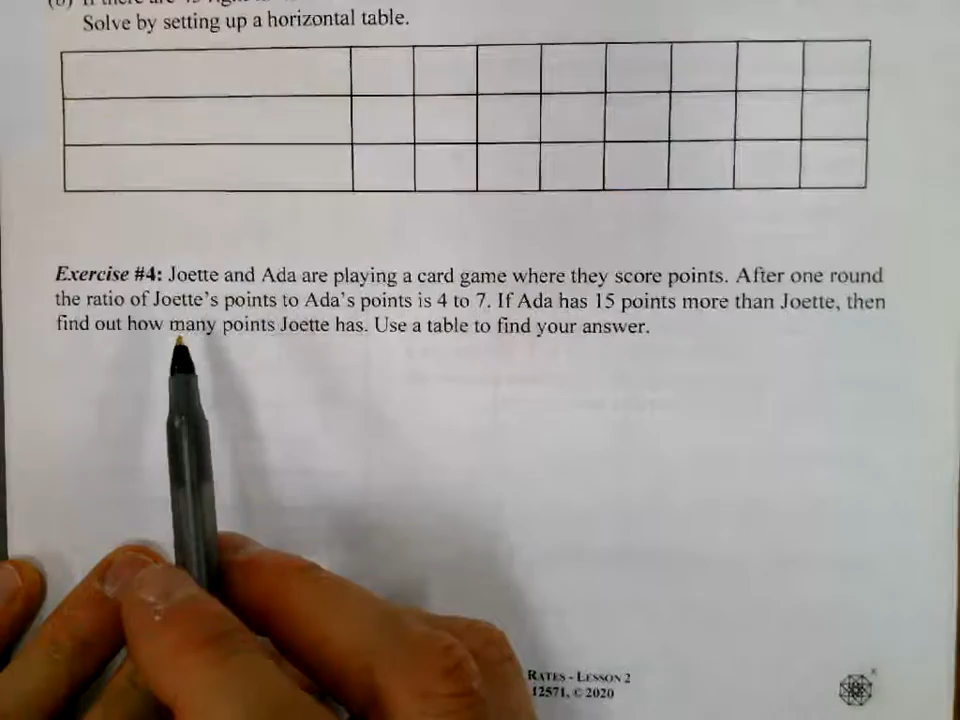 Solve by setting up a horizontal table.
Exercise #4: Joette and Ada are playing a card game where they score points. After one round
the ratio of Joette's points to Ada's points is 4 to 7. If Ada has 15 points more than Joette, then
find out how many points Joette has. Use a table to find your answer.
RATES - LESSON 2
12571, © 2020